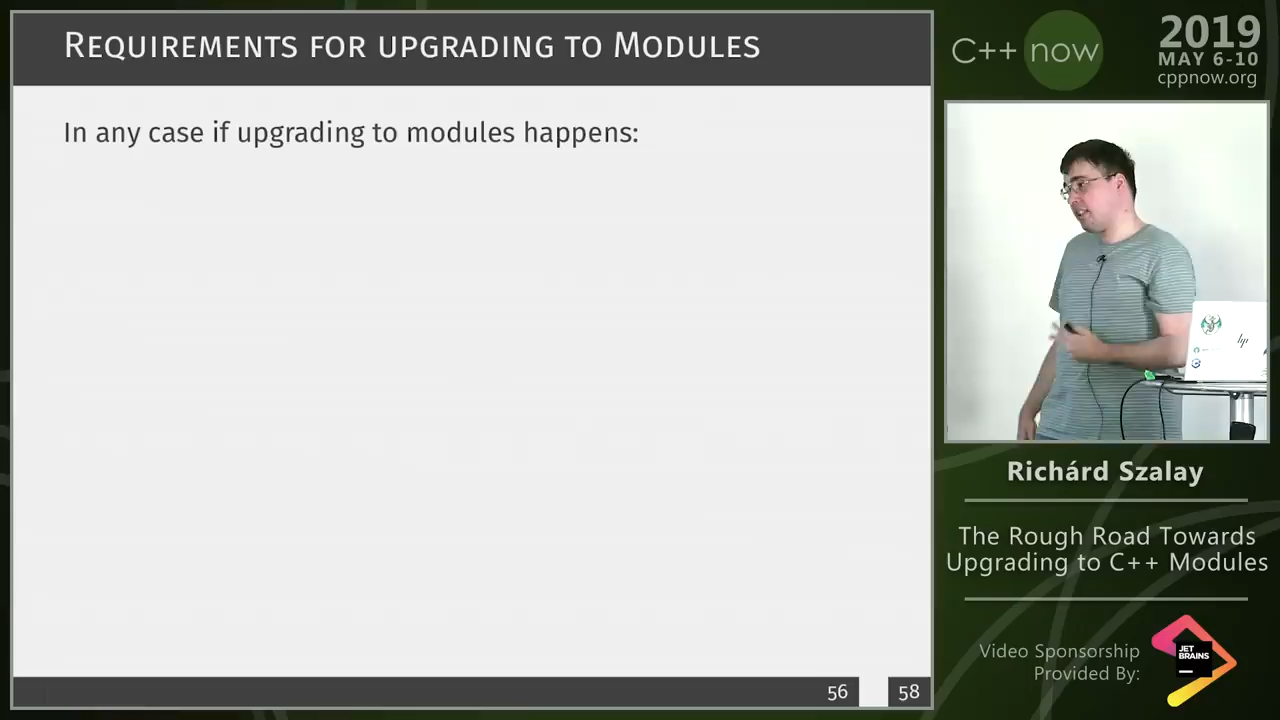 REQUIREMENTS FOR UPGRADING TO MODULES
In any case if upgrading to modules happens:
56 58
C++ now
2019
MAY 6-10
cppnow.org
Richárd Szalay
The Rough Road Towards
Upgrading to C++ Modules
Video Sponsorship
Provided By:
JET
BRAINS